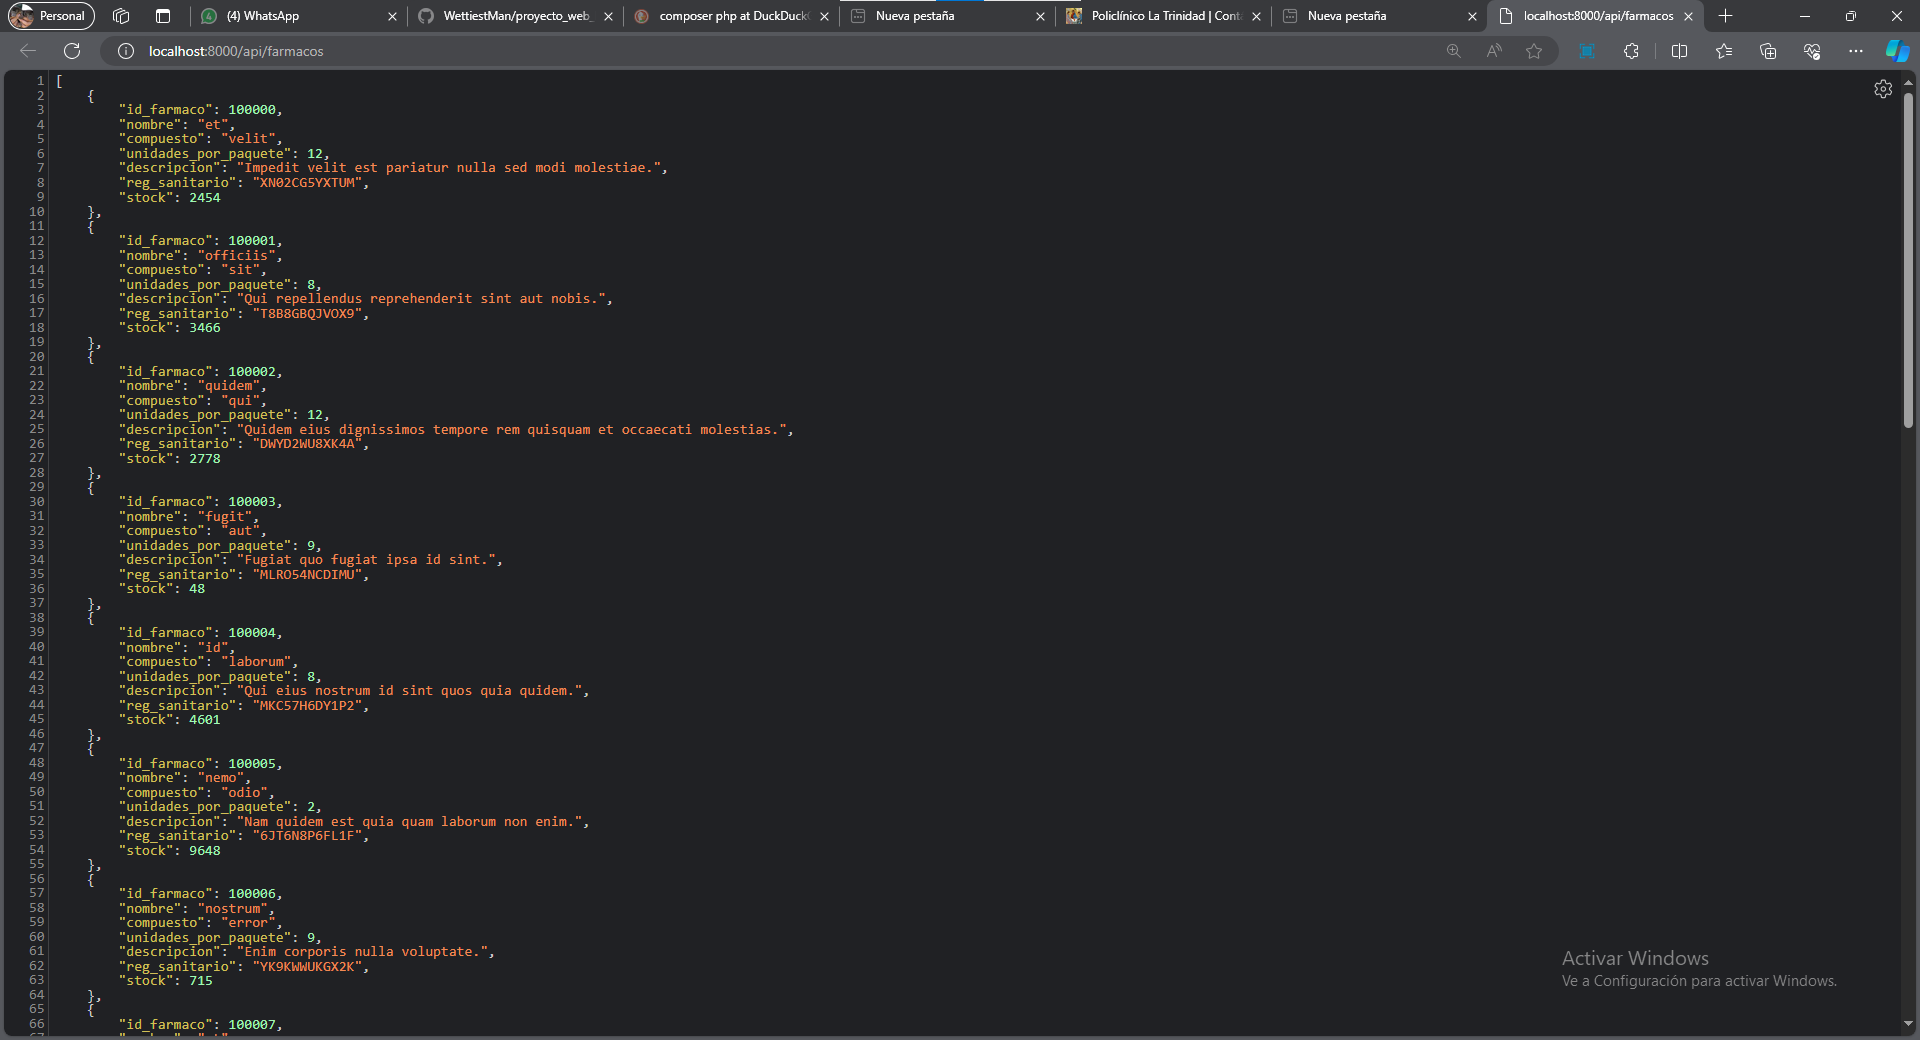 Personal
(4) WhatsApp
WettiestMan/proyecto_web_
composer php at DuckDuck
Nueva pestaña
Policlínico La Trinidad | Cont
Nueva pestaña
localhost:8000/api/farmacos
localhost:8000/api/farmacos
1 [
2 {
3 "id_farmaco": 100000,
4 "nombre": "et",
5 "compuesto": "velit",
6 "unidades_por_paquete": 12,
7 "descripcion": "Impedit velit est pariatur nulla sed modi molestiae.",
8 "reg_sanitario": "XN02CG5YXTUM",
9 "stock": 2454
10 },
11 {
12 "id_farmaco": 100001,
13 "nombre": "officiis",
14 "compuesto": "sit",
15 "unidades_por_paquete": 8,
16 "descripcion": "Qui repellendus reprehenderit sint aut nobis.",
17 "reg_sanitario": "T8B8GBQJVOX9",
18 "stock": 3466
19 },
20 {
21 "id_farmaco": 100002,
22 "nombre": "quidem",
23 "compuesto": "qui",
24 "unidades_por_paquete": 12,
25 "descripcion": "Quidem eius dignissimos tempore rem quisquam et occaecati molestias.",
26 "reg_sanitario": "DWYD2WU8XK4A",
27 "stock": 2778
28 },
29 {
30 "id_farmaco": 100003,
31 "nombre": "fugit",
32 "compuesto": "aut",
33 "unidades_por_paquete": 9,
34 "descripcion": "Fugiat quo fugiat ipsa id sint.",
35 "reg_sanitario": "MLRO54NCDIMU",
36 "stock": 48
37 },
38 {
39 "id_farmaco": 100004,
40 "nombre": "id",
41 "compuesto": "laborum",
42 "unidades_por_paquete": 8,
43 "descripcion": "Qui eius nostrum id sint quos quia quidem.",
44 "reg_sanitario": "MKC57H6DY1P2",
45 "stock": 4601
46 },
47 {
48 "id_farmaco": 100005,
49 "nombre": "nemo",
50 "compuesto": "odio",
51 "unidades_por_paquete": 2,
52 "descripcion": "Nam quidem est quia quam laborum non enim.",
53 "reg_sanitario": "6JT6N8P6FL1F",
54 "stock": 9648
55 },
56 {
57 "id_farmaco": 100006,
58 "nombre": "nostrum",
59 "compuesto": "error",
60 "unidades_por_paquete": 9,
61 "descripcion": "Enim corporis nulla voluptate.",
62 "reg_sanitario": "YK9KWWUKGX2K",
63 "stock": 715
64 },
65 {
66 "id_farmaco": 100007,
Activar Windows
Ve a Configuración para activar Windows.